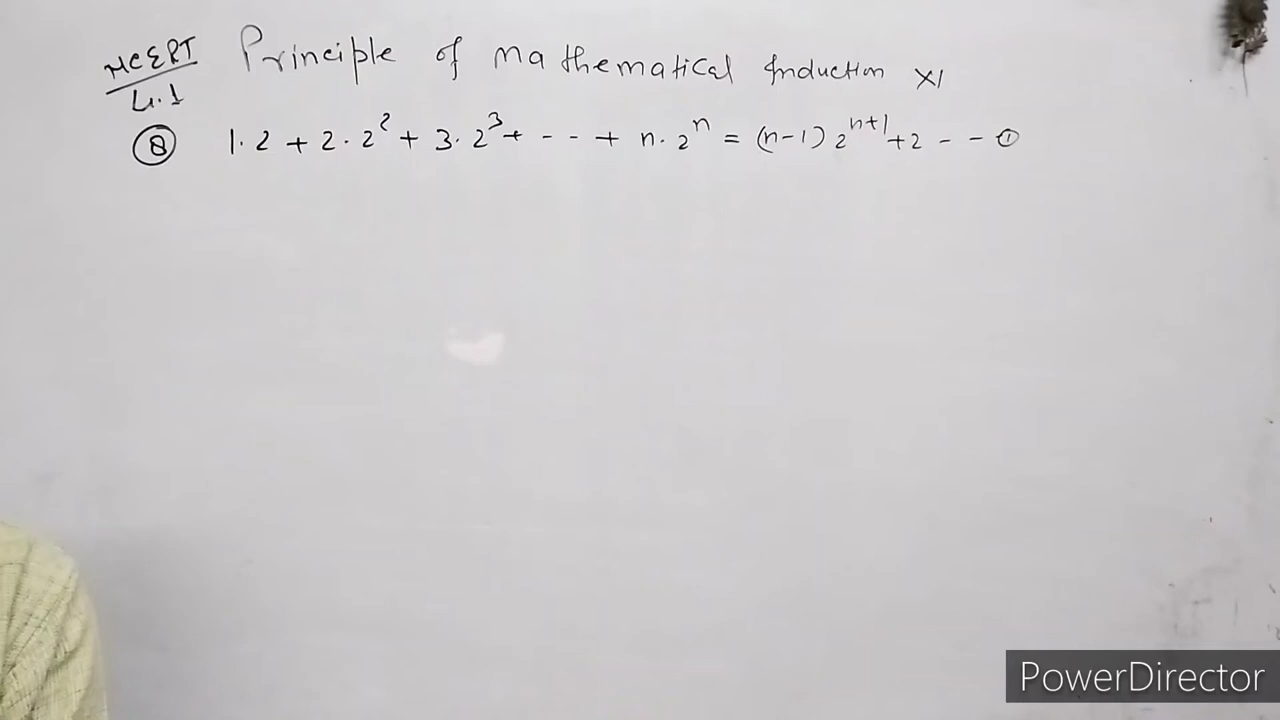 NCERT Principle of Mathematical Induction XI
4.1
⑧ 1·2 + 2·2² + 3·2³ + - - - + n·2ⁿ = (n-1) 2ⁿ⁺¹ + 2 - - ①
PowerDirector